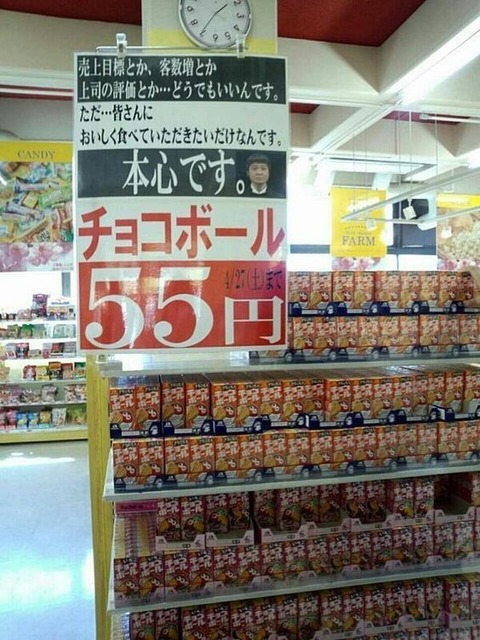 売上目標とか、客数増とか
上司の評価とか…どうでもいいんです。
ただ…皆さんに
おいしく食べていただきたいだけなんです。
本心です。
チョコボール
4/27(土)まで
55円
CANDY
FARM